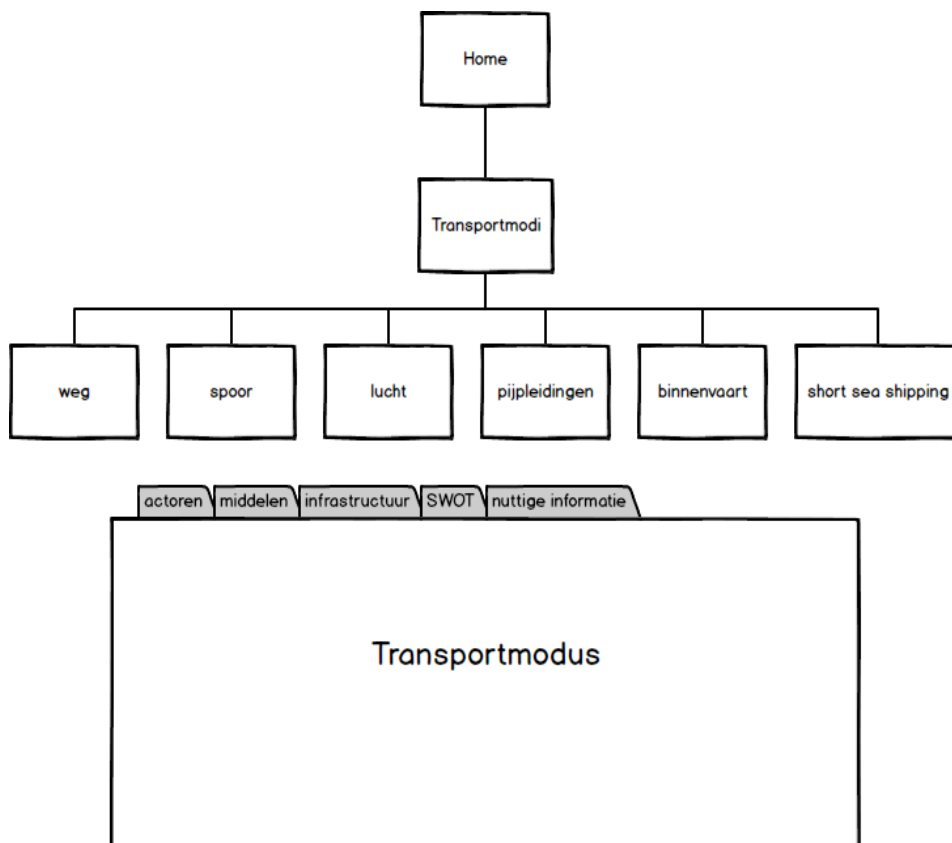 Home
Transportmodi
weg
spoor
lucht
pijpleidingen
binnenvaart
short sea shipping
actoren
middelen
infrastructuur
SWOT
nuttige informatie
Transportmodus